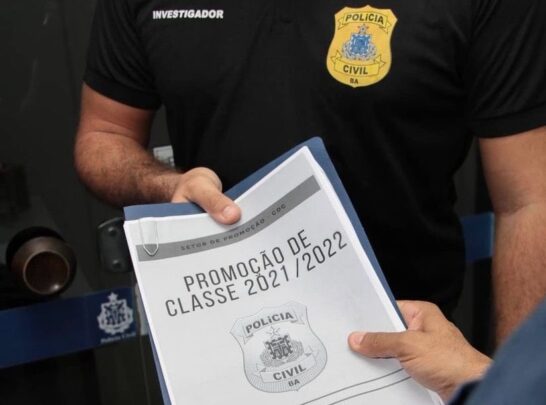 INVESTIGADOR
POLÍCIA
CIVIL
BA
SETOR DE PROMOÇÃO - CDC
PROMOÇÃO DE
CLASSE 2021/2022
POLÍCIA
CIVIL
BA